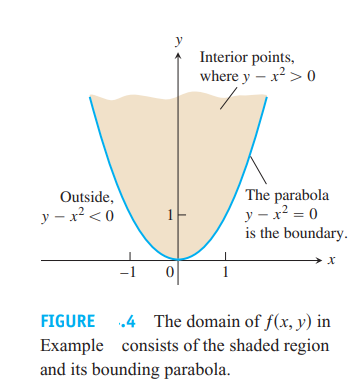 y
Interior points,
where y – x² > 0
Outside,
y – x² < 0
1
The parabola
y – x² = 0
is the boundary.
x
–1
0
1
FIGURE .4 The domain of f(x, y) in
Example consists of the shaded region
and its bounding parabola.